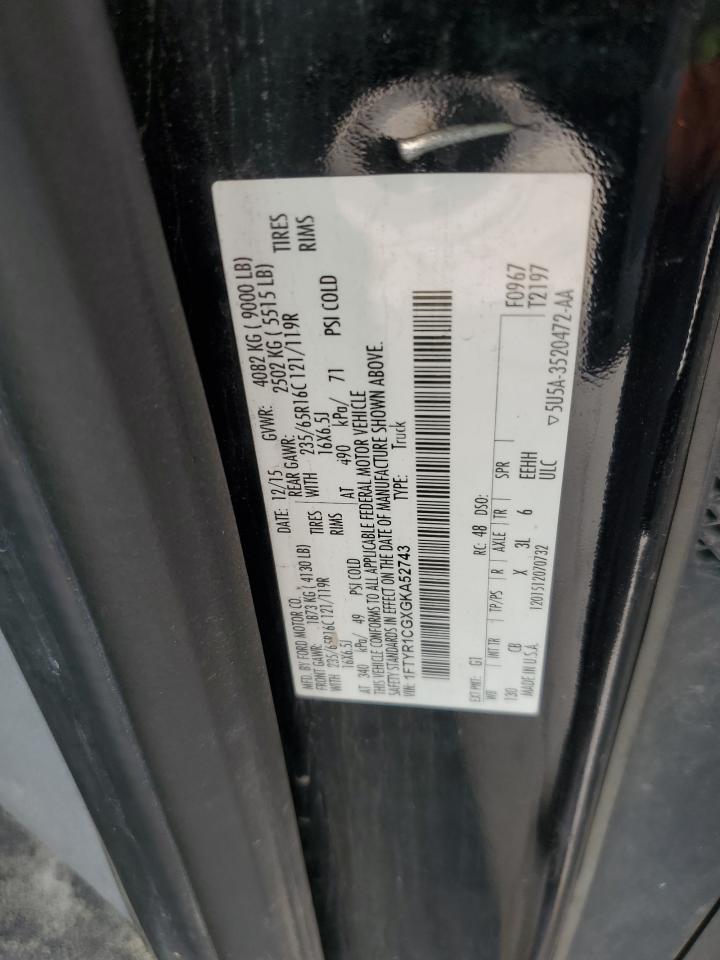 MFD. BY FORD MOTOR CO. DATE: 12/15 GVWR: 4082 KG ( 9000 LB)
FRONT GAWR: 1873 KG ( 4130 LB) REAR GAWR: 2502 KG ( 5515 LB)
WITH 235/65R16C 121/119R TIRES WITH 235/65R16C 121/119R TIRES
16X6.5J RIMS 16X6.5J RIMS
AT 340 kPa/ 49 PSI COLD AT 490 kPa/ 71 PSI COLD
THIS VEHICLE CONFORMS TO ALL APPLICABLE FEDERAL MOTOR VEHICLE
SAFETY STANDARDS IN EFFECT ON THE DATE OF MANUFACTURE SHOWN ABOVE.
VIN: 1FTYR1CGXGKA52743 TYPE: Truck
F0967
T2197
EXT PNT: G1 RC: 48 DSO:
WB INT TR TP/PS R AXLE TR SPR
130 CB X 3L 6 EEHH
MADE IN U.S.A. 1201512070732 ULC
▽5U5A-3520472-AA